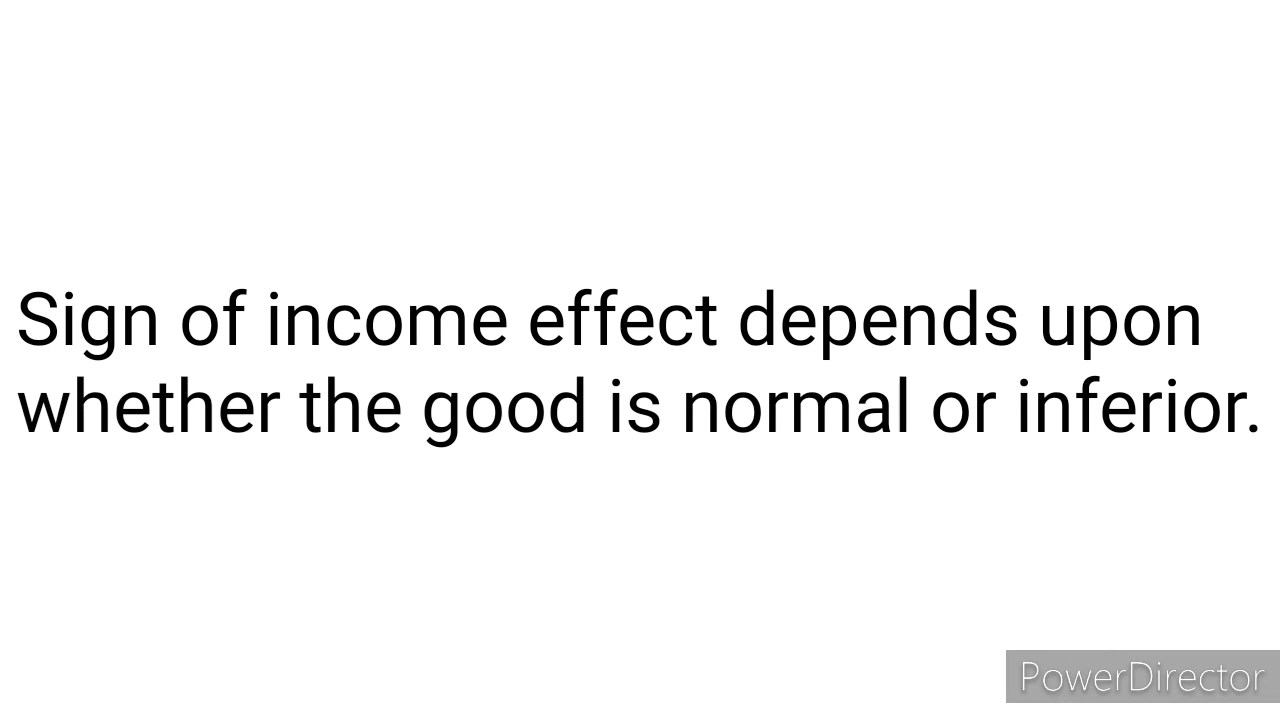 Sign of income effect depends upon
whether the good is normal or inferior.
PowerDirector